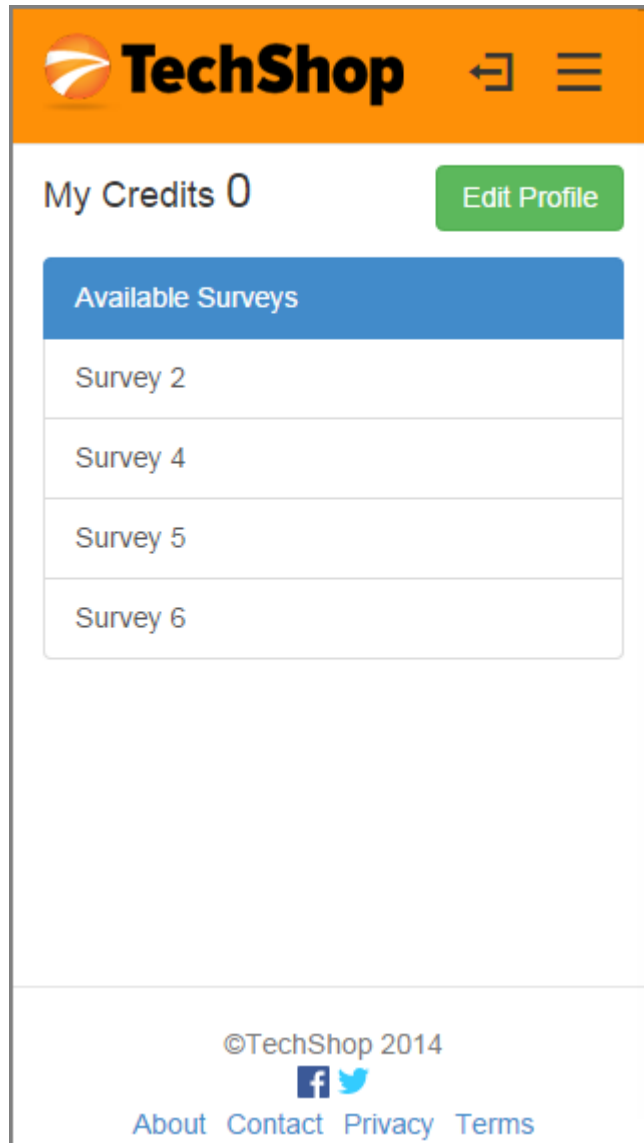 TechShop
My Credits 0
Edit Profile
Available Surveys
Survey 2
Survey 4
Survey 5
Survey 6
©TechShop 2014
About Contact Privacy Terms